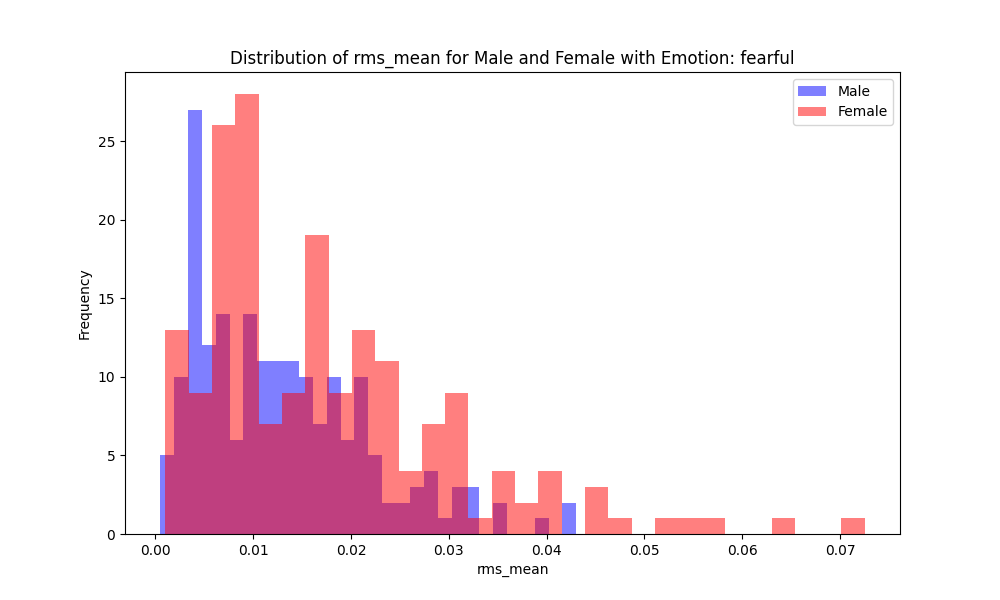 Distribution of rms_mean for Male and Female with Emotion: fearful
Male
Female
Frequency
25
20
15
10
5
0
0.00 0.01 0.02 0.03 0.04 0.05 0.06 0.07
rms_mean